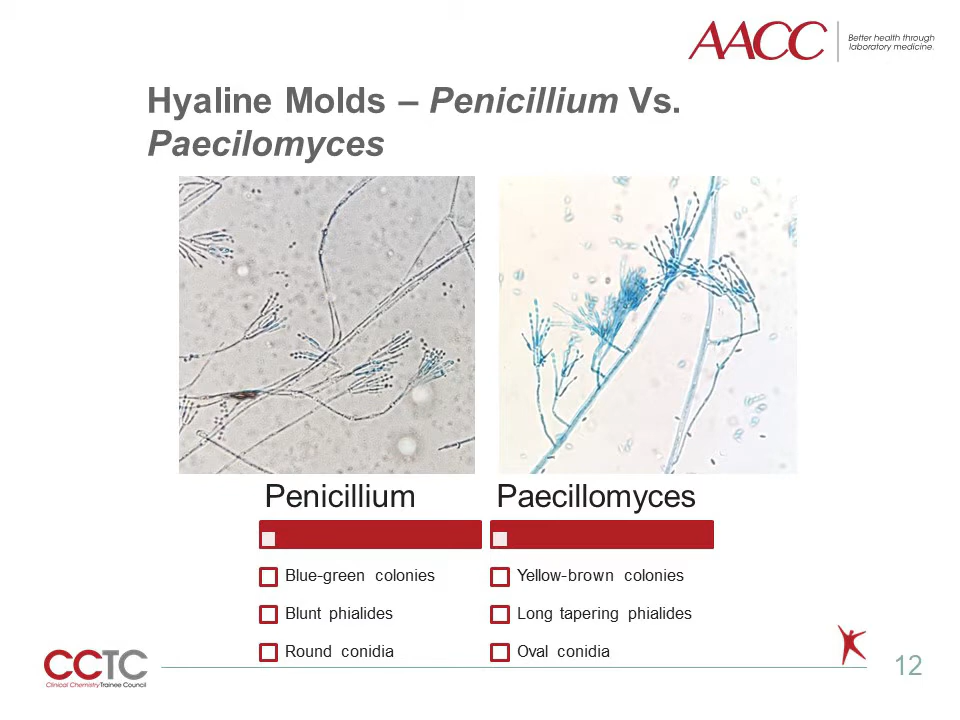 AACC
Better health through
laboratory medicine.
Hyaline Molds – Penicillium Vs.
Paecilomyces
Penicillium
Blue-green colonies
Blunt phialides
Round conidia
Paecillomyces
Yellow-brown colonies
Long tapering phialides
Oval conidia
CCTC
Clinical Chemistry Trainee Council
12